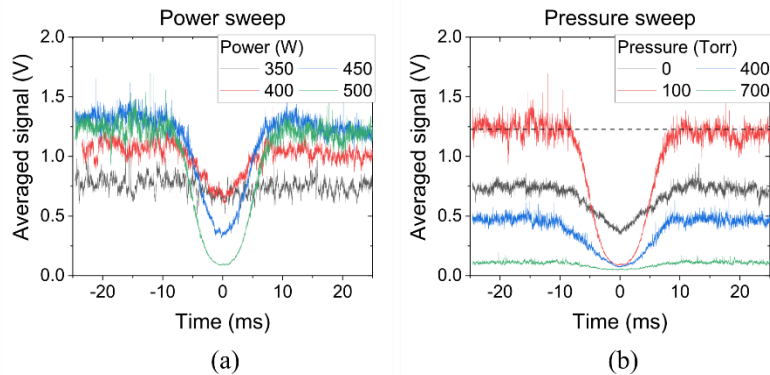 Power sweep
Power (W)
350 450
400 500
2.0
1.5
1.0
0.5
0.0
Averaged signal (V)
-20 -10 0 10 20
Time (ms)
(a)
Pressure sweep
Pressure (Torr)
0 400
100 700
2.0
1.5
1.0
0.5
0.0
Averaged signal (V)
-20 -10 0 10 20
Time (ms)
(b)